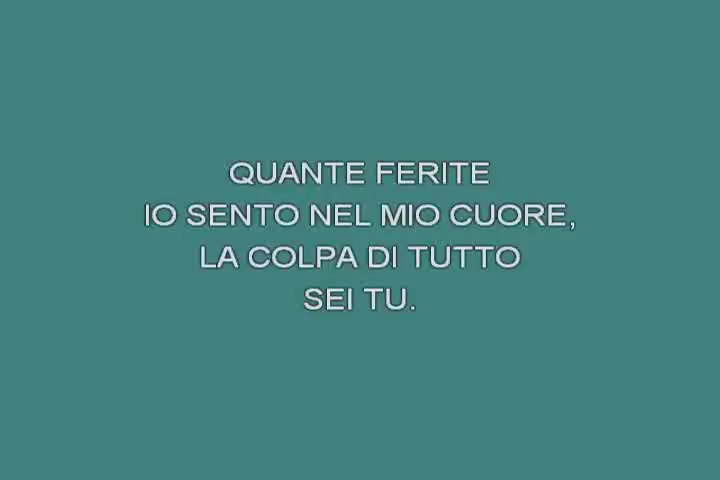 QUANTE FERITE
IO SENTO NEL MIO CUORE,
LA COLPA DI TUTTO
SEI TU.